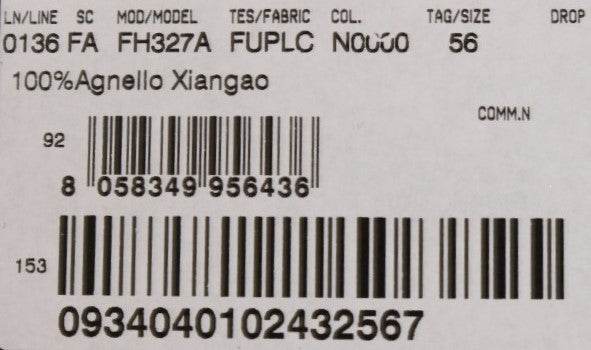 LN/LINE SC MOD/MODEL TES/FABRIC COL. TAG/SIZE DROP
0136 FA FH327A FUPLC N0000 56
100%Agnello Xiangao
COMM.N
92
8 058349 956436
153
0934040102432567